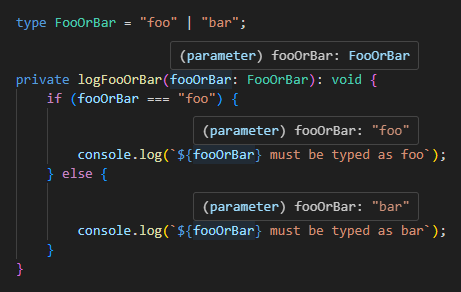 type FooOrBar = "foo" | "bar";
(parameter) fooOrBar: FooOrBar
private logFooOrBar(fooOrBar: FooOrBar): void {
if (fooOrBar === "foo") {
(parameter) fooOrBar: "foo"
console.log(`${fooOrBar} must be typed as foo`);
} else {
(parameter) fooOrBar: "bar"
console.log(`${fooOrBar} must be typed as bar`);
}
}